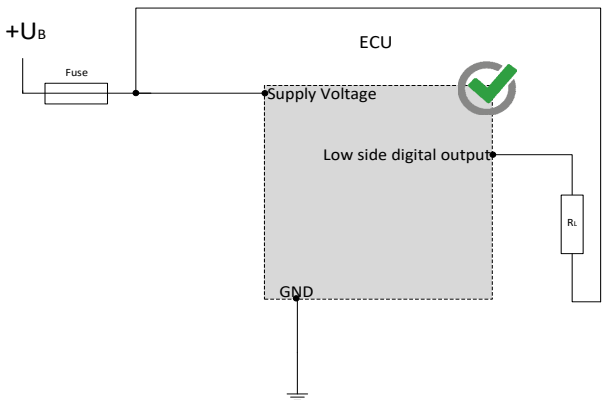 +UB
ECU
Fuse
Supply Voltage
Low side digital output
RL
GND